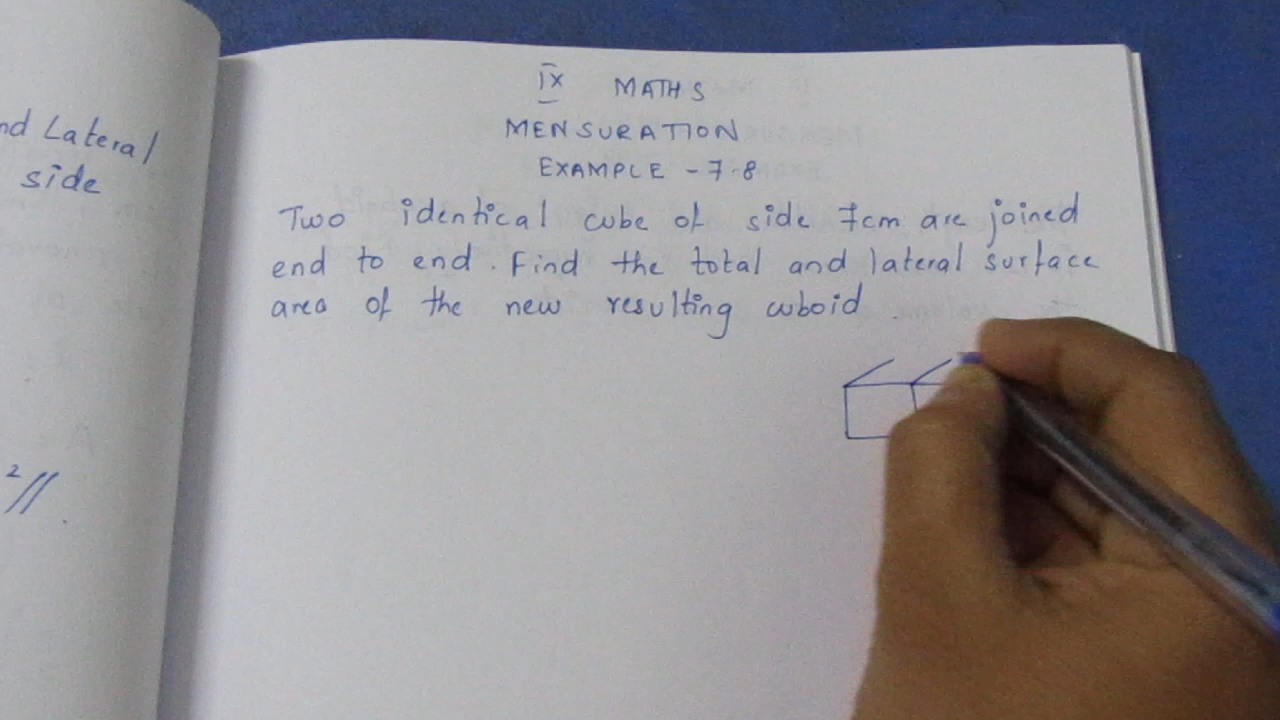 nd Lateral
side
2//
IX MATHS
MENSURATION
EXAMPLE - 7.8
Two identical cube of side 7cm are joined
end to end. Find the total and lateral surface
area of the new resulting cuboid.